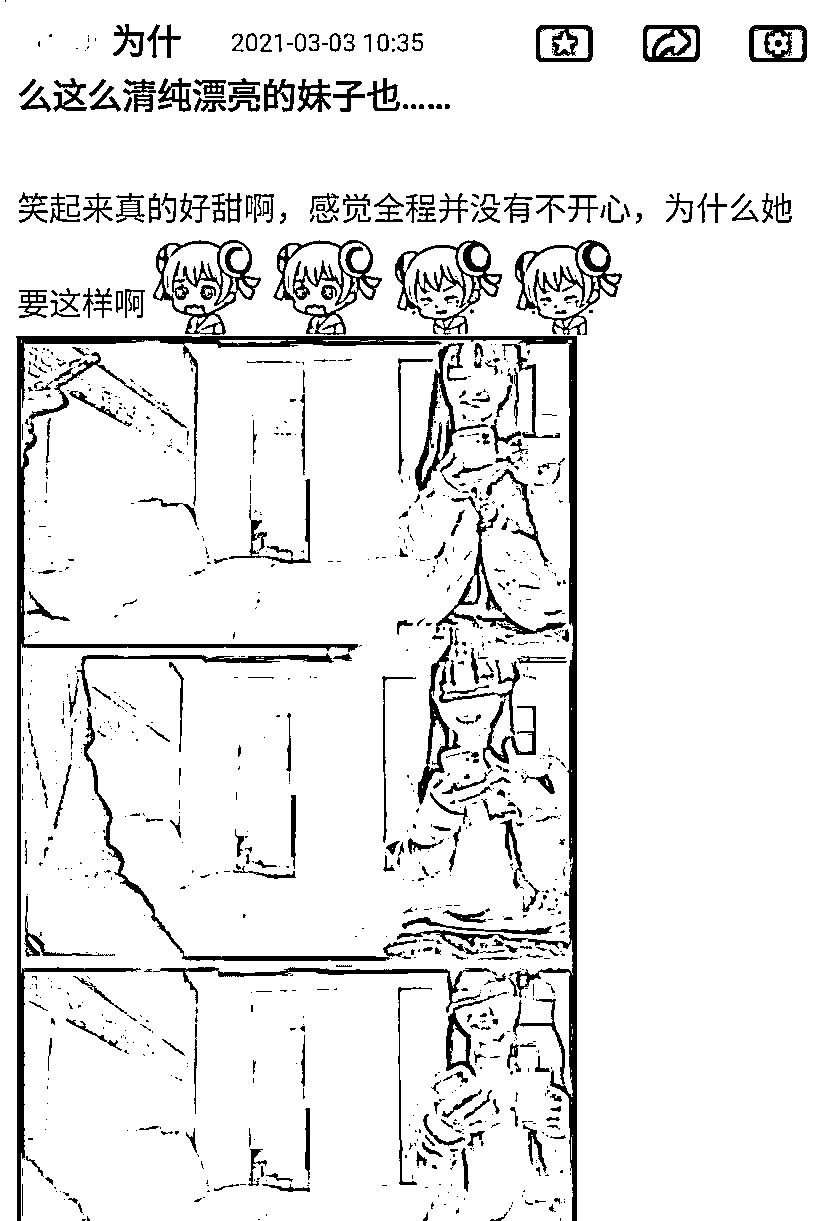 为什
2021-03-03 10:35
么这么清纯漂亮的妹子也……
笑起来真的好甜啊，感觉全程并没有不开心，为什么她
要这样啊